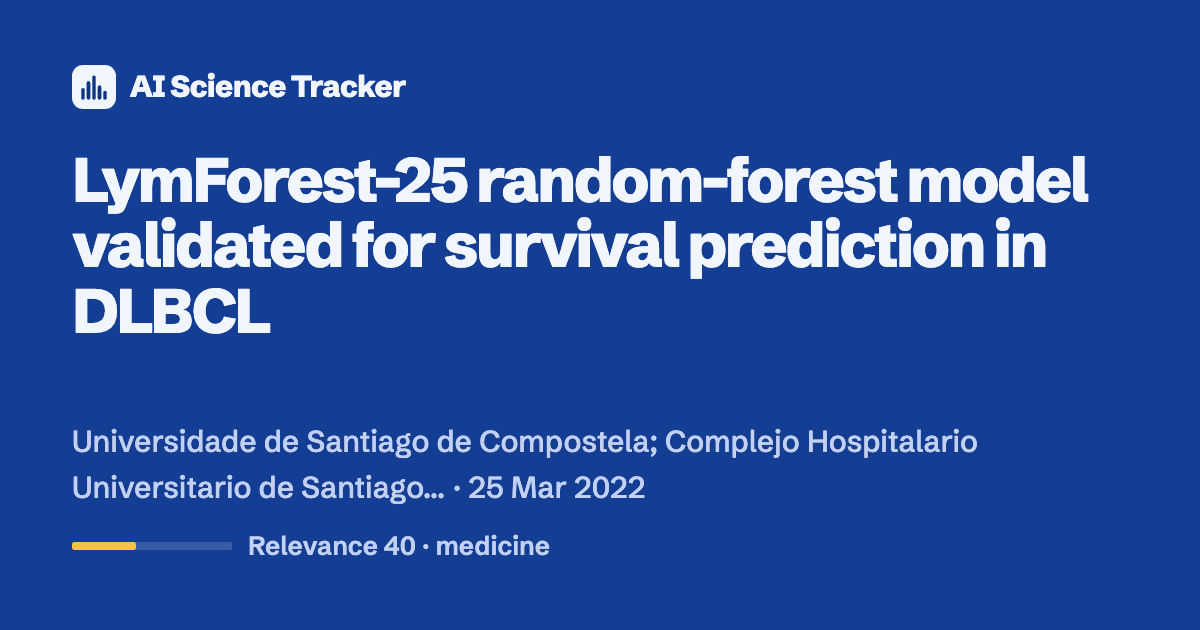 AI Science Tracker
LymForest-25 random-forest model
validated for survival prediction in
DLBCL
Universidade de Santiago de Compostela; Complejo Hospitalario
Universitario de Santiago... · 25 Mar 2022
Relevance 40 · medicine